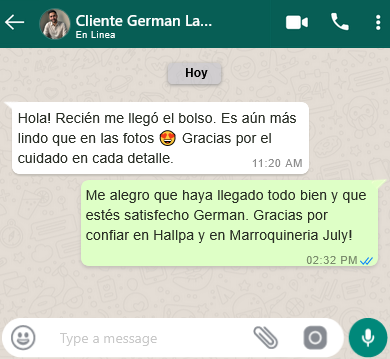 Cliente German La...
En Linea
Hoy
Hola! Recién me llegó el bolso. Es aún más
lindo que en las fotos 😍 Gracias por el
cuidado en cada detalle.
11:20 AM
Me alegro que haya llegado todo bien y que
estés satisfecho German. Gracias por
confiar en Hallpa y en Marroquineria July!
02:32 PM
Type a message